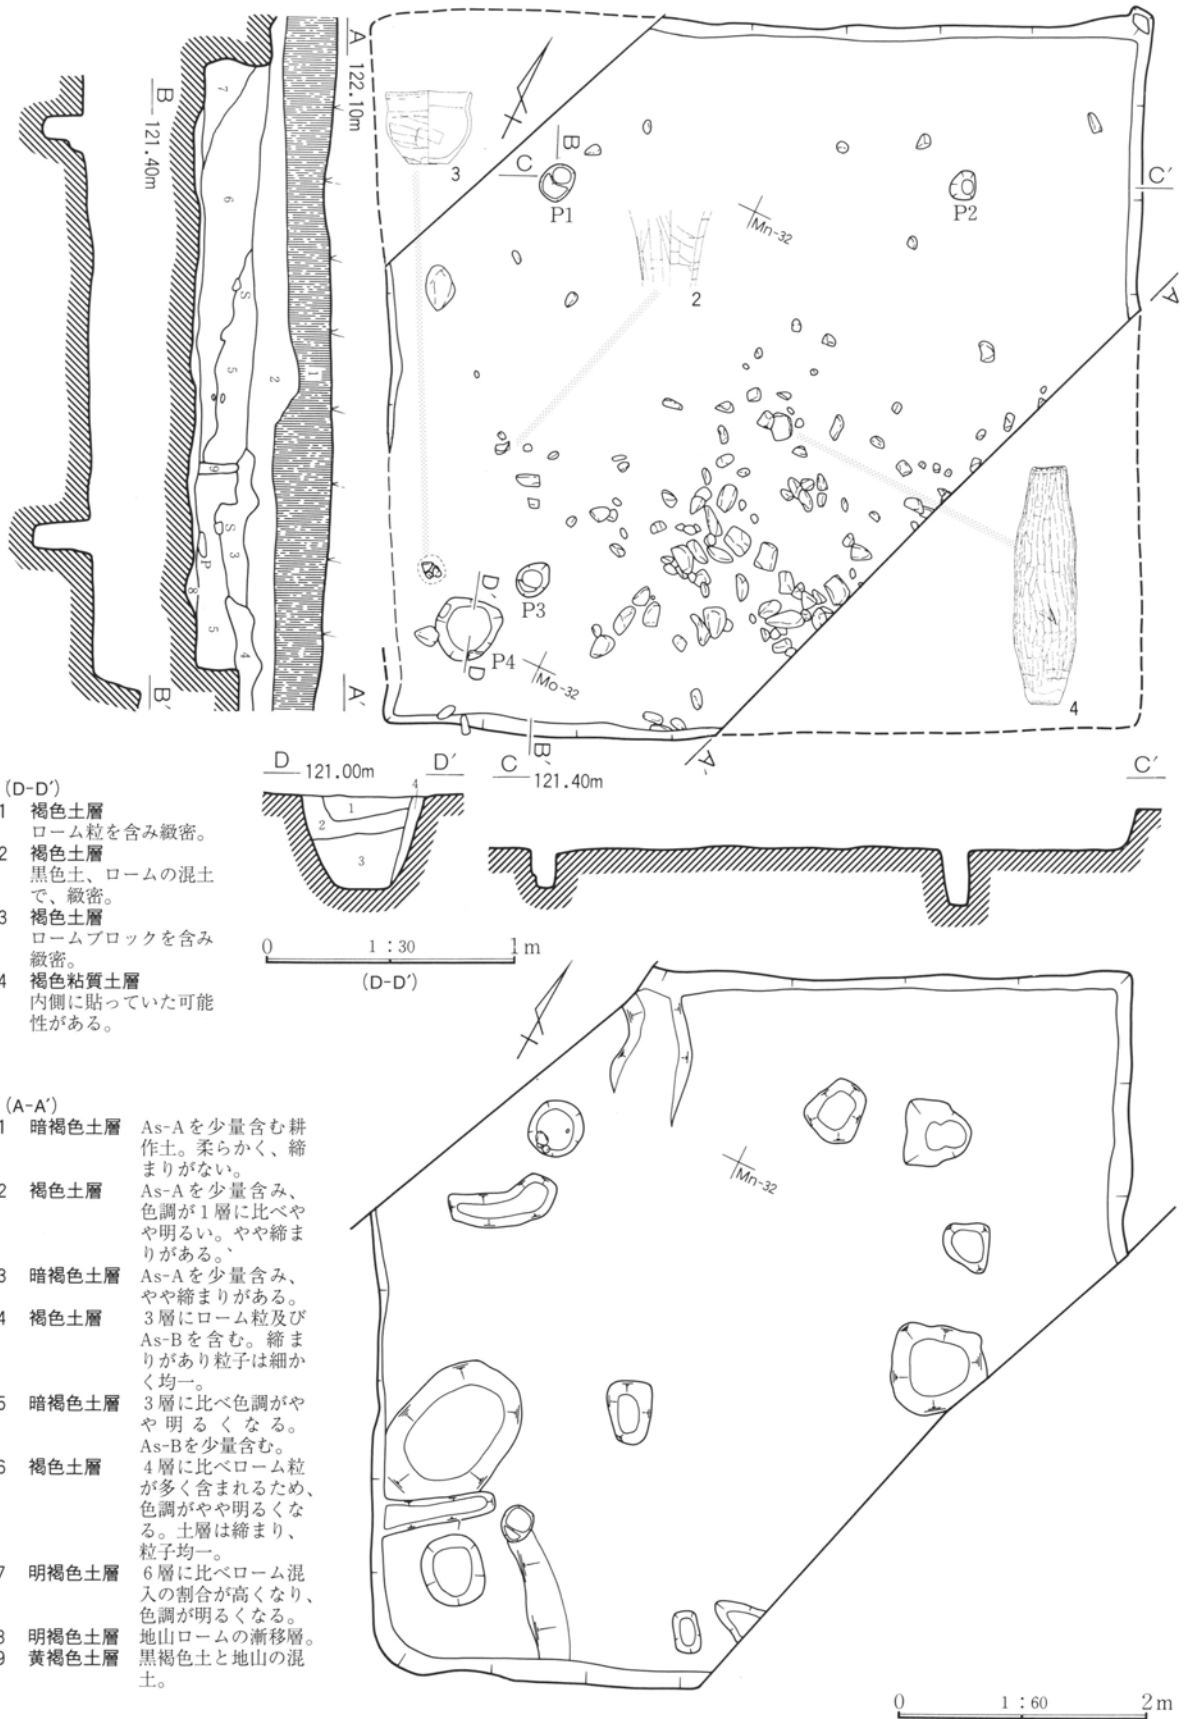 A
122.10m
B
121.40m
7
6
S
5
2
1
9
S
3
P
8
5
4
A'
B'
3
B
C
P1
P2
C'
Mn-32
2
A
D'
P3
P4
D
Mo-32
B'
A'
4
D 121.00m D'
1
2
3
4
C 121.40m C'
0 1:30 1m
(D-D′)
(D-D′)
1 褐色土層
ローム粒を含み緻密。
2 褐色土層
黒色土、ロームの混土
で、緻密。
3 褐色土層
ロームブロックを含み
緻密。
4 褐色粘質土層
内側に貼っていた可能
性がある。
(A-A′)
1 暗褐色土層 As-Aを少量含む耕
作土。柔らかく、締
まりがない。
2 褐色土層 As-Aを少量含み、
色調が1層に比べや
や明るい。やや締ま
りがある。
3 暗褐色土層 As-Aを少量含み、
やや締まりがある。
4 褐色土層 3層にローム粒及び
As-Bを含む。締ま
りがあり粒子は細か
く均一。
5 暗褐色土層 3層に比べ色調がや
や明るくなる。
As-Bを少量含む。
6 褐色土層 4層に比べローム粒
が多く含まれるため、
色調がやや明るくな
る。土層は締まり、
粒子均一。
7 明褐色土層 6層に比べローム混
入の割合が高くなり、
色調が明るくなる。
8 明褐色土層 地山ロームの漸移層。
9 黄褐色土層 黒褐色土と地山の混
土。
Mn-32
0 1:60 2m